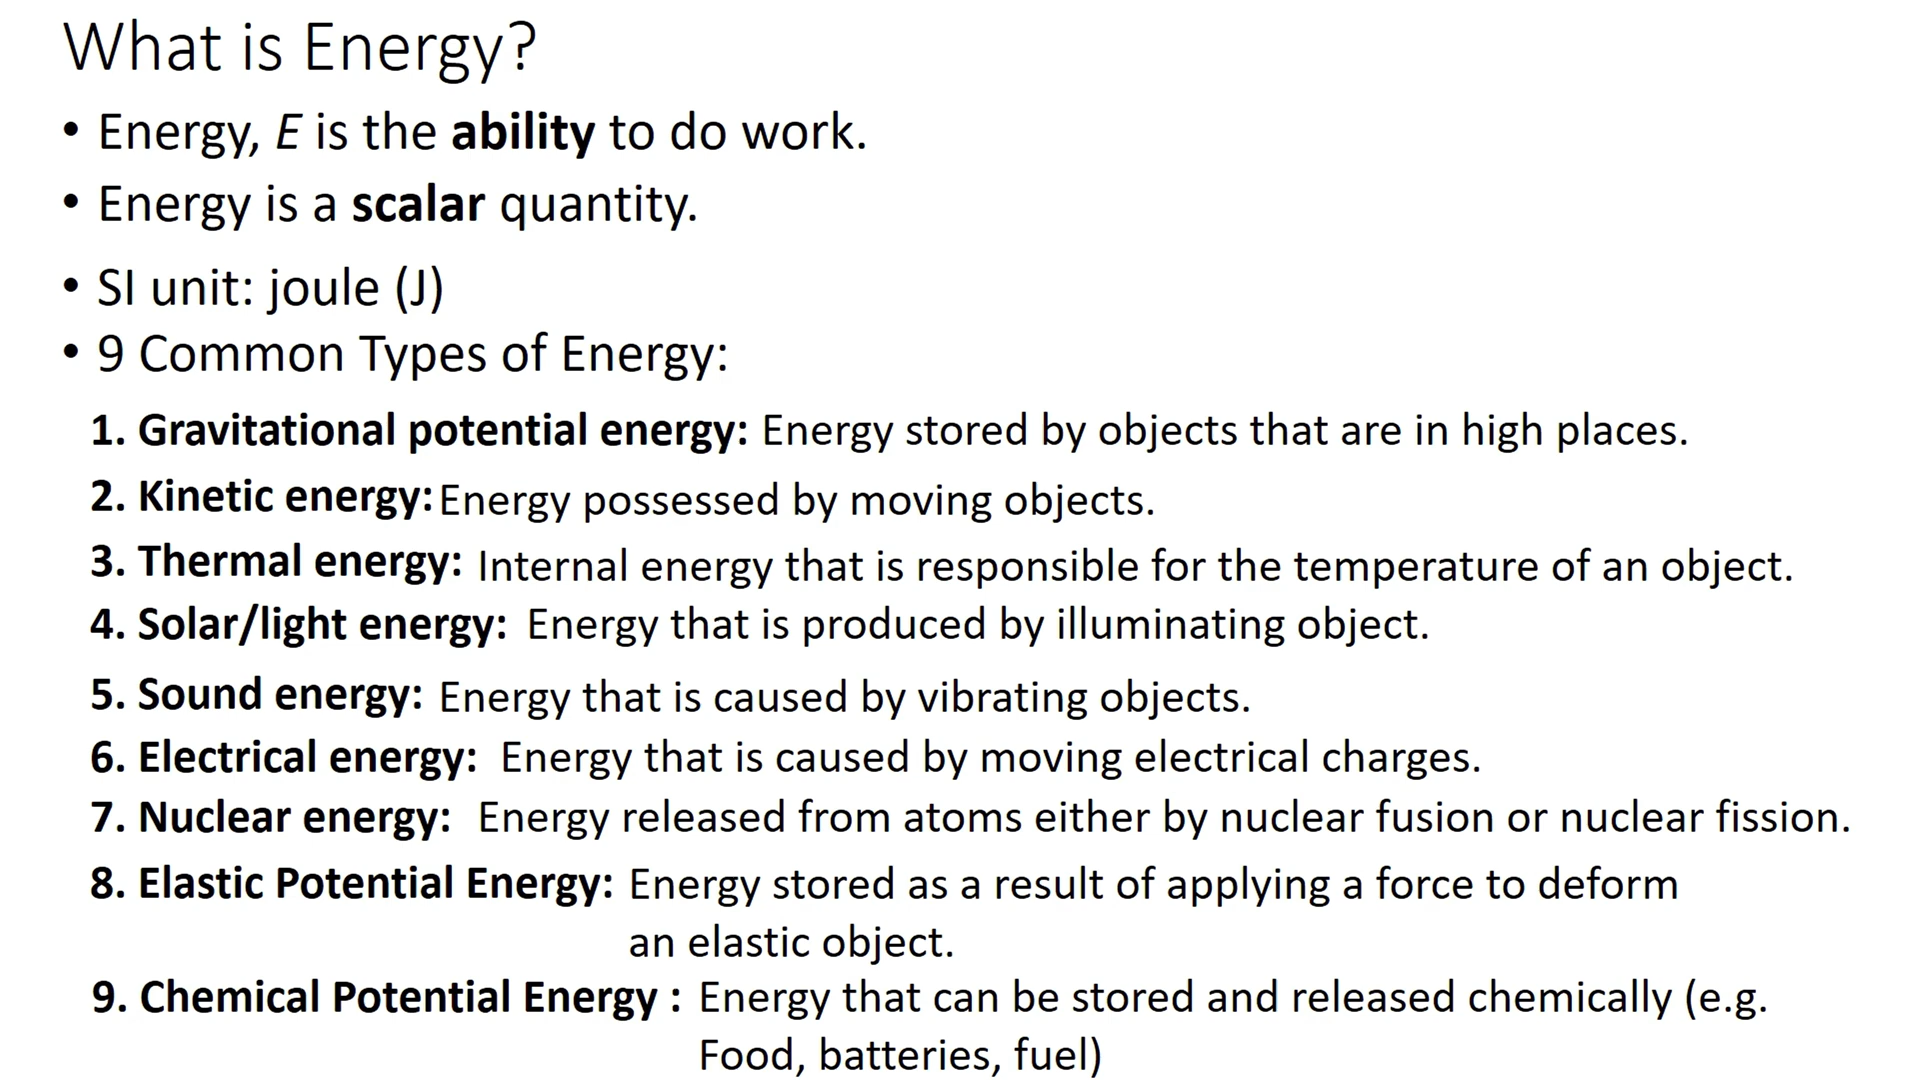 What is Energy?
• Energy, E is the ability to do work.
• Energy is a scalar quantity.
• SI unit: joule (J)
• 9 Common Types of Energy:
1. Gravitational potential energy: Energy stored by objects that are in high places.
2. Kinetic energy: Energy possessed by moving objects.
3. Thermal energy: Internal energy that is responsible for the temperature of an object.
4. Solar/light energy: Energy that is produced by illuminating object.
5. Sound energy: Energy that is caused by vibrating objects.
6. Electrical energy: Energy that is caused by moving electrical charges.
7. Nuclear energy: Energy released from atoms either by nuclear fusion or nuclear fission.
8. Elastic Potential Energy: Energy stored as a result of applying a force to deform
an elastic object.
9. Chemical Potential Energy : Energy that can be stored and released chemically (e.g.
Food, batteries, fuel)